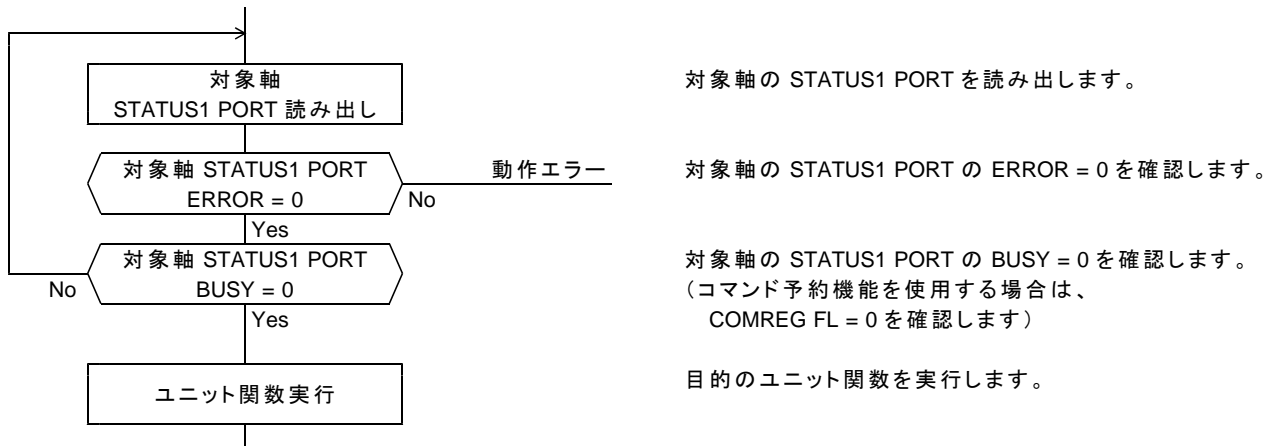 対象軸
STATUS1 PORT 読み出し
対象軸の STATUS1 PORT を読み出します。
対象軸 STATUS1 PORT
ERROR = 0
動作エラー
No
対象軸の STATUS1 PORT の ERROR = 0 を確認します。
Yes
対象軸 STATUS1 PORT
BUSY = 0
No
対象軸の STATUS1 PORT の BUSY = 0 を確認します。
(コマンド予約機能を使用する場合は、
COMREG FL = 0 を確認します)
Yes
ユニット関数実行
目的のユニット関数を実行します。